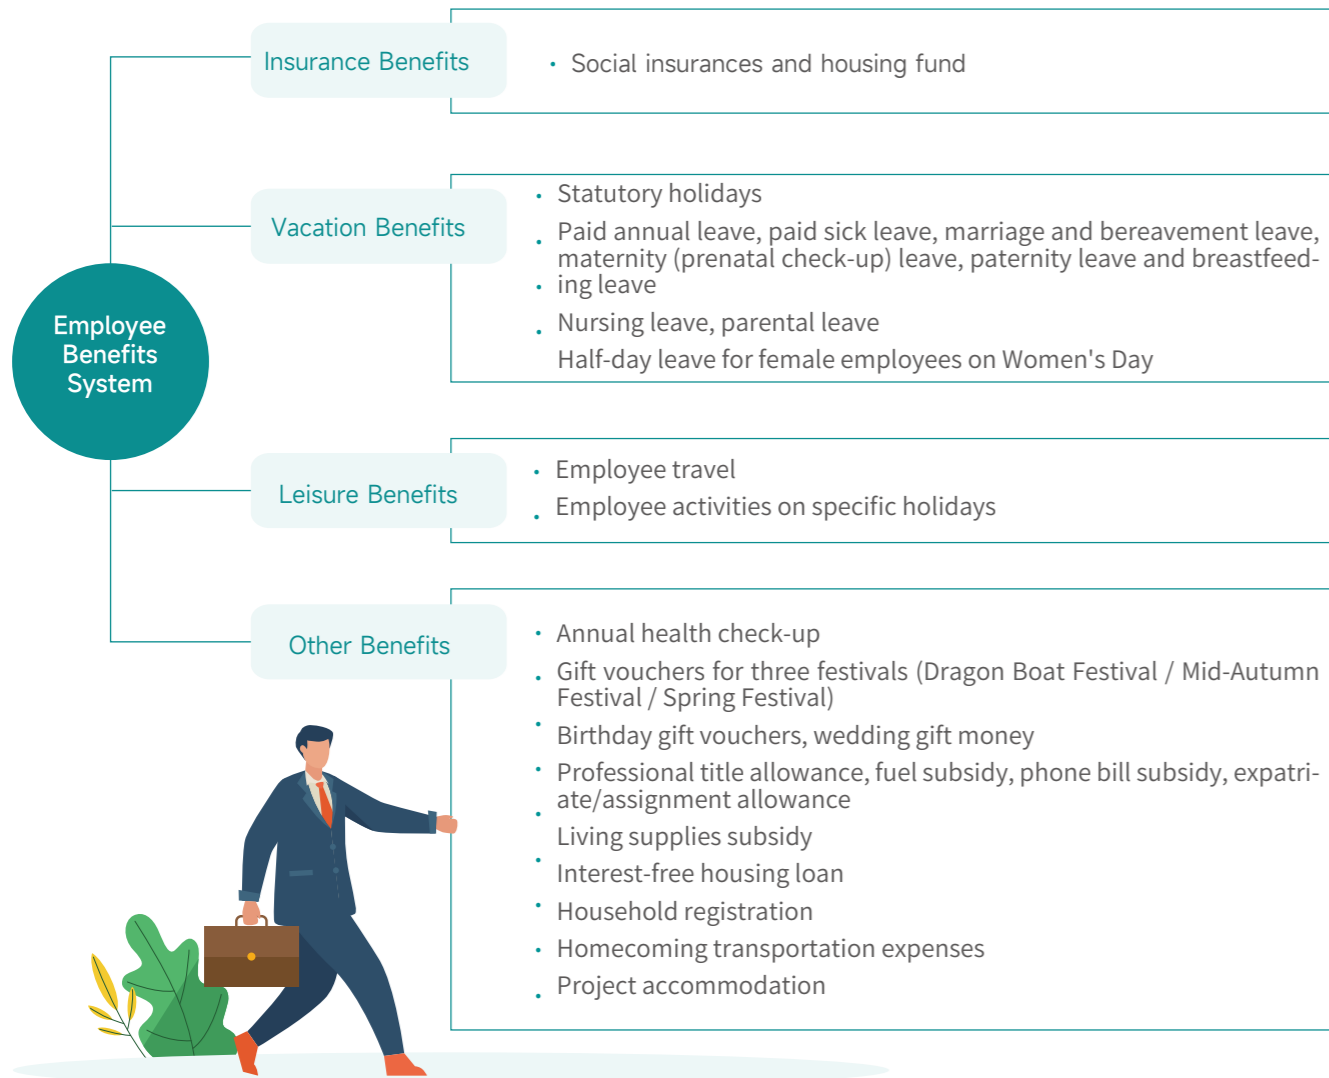 Employee
Benefits
System
Insurance Benefits
• Social insurances and housing fund
Vacation Benefits
• Statutory holidays
• Paid annual leave, paid sick leave, marriage and bereavement leave,
maternity (prenatal check-up) leave, paternity leave and breastfeed-
• ing leave
• Nursing leave, parental leave
Half-day leave for female employees on Women's Day
Leisure Benefits
• Employee travel
• Employee activities on specific holidays
Other Benefits
• Annual health check-up
• Gift vouchers for three festivals (Dragon Boat Festival / Mid-Autumn
Festival / Spring Festival)
• Birthday gift vouchers, wedding gift money
• Professional title allowance, fuel subsidy, phone bill subsidy, expatri-
ate/assignment allowance
• Living supplies subsidy
• Interest-free housing loan
• Household registration
• Homecoming transportation expenses
• Project accommodation